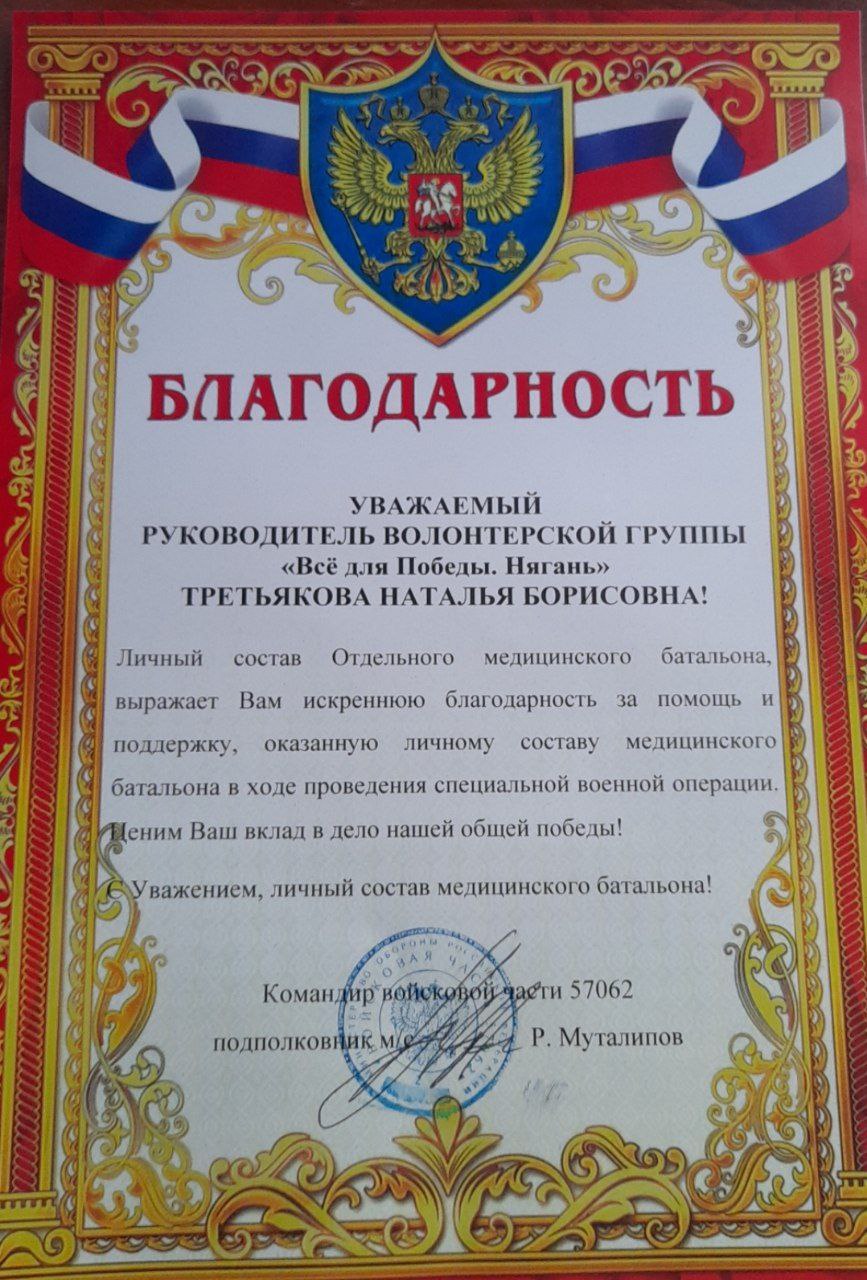 БЛАГОДАРНОСТЬ
УВАЖАЕМЫЙ
РУКОВОДИТЕЛЬ ВОЛОНТЕРСКОЙ ГРУППЫ
«Всё для Победы. Нягань»
ТРЕТЬЯКОВА НАТАЛЬЯ БОРИСОВНА!
Личный состав Отдельного медицинского батальона,
выражает Вам искреннюю благодарность за помощь и
поддержку, оказанную личному составу медицинского
батальона в ходе проведения специальной военной операции.
Ценим Ваш вклад в дело нашей общей победы!
С Уважением, личный состав медицинского батальона!
Командир войсковой части 57062
подполковник м/с Р. Муталипов